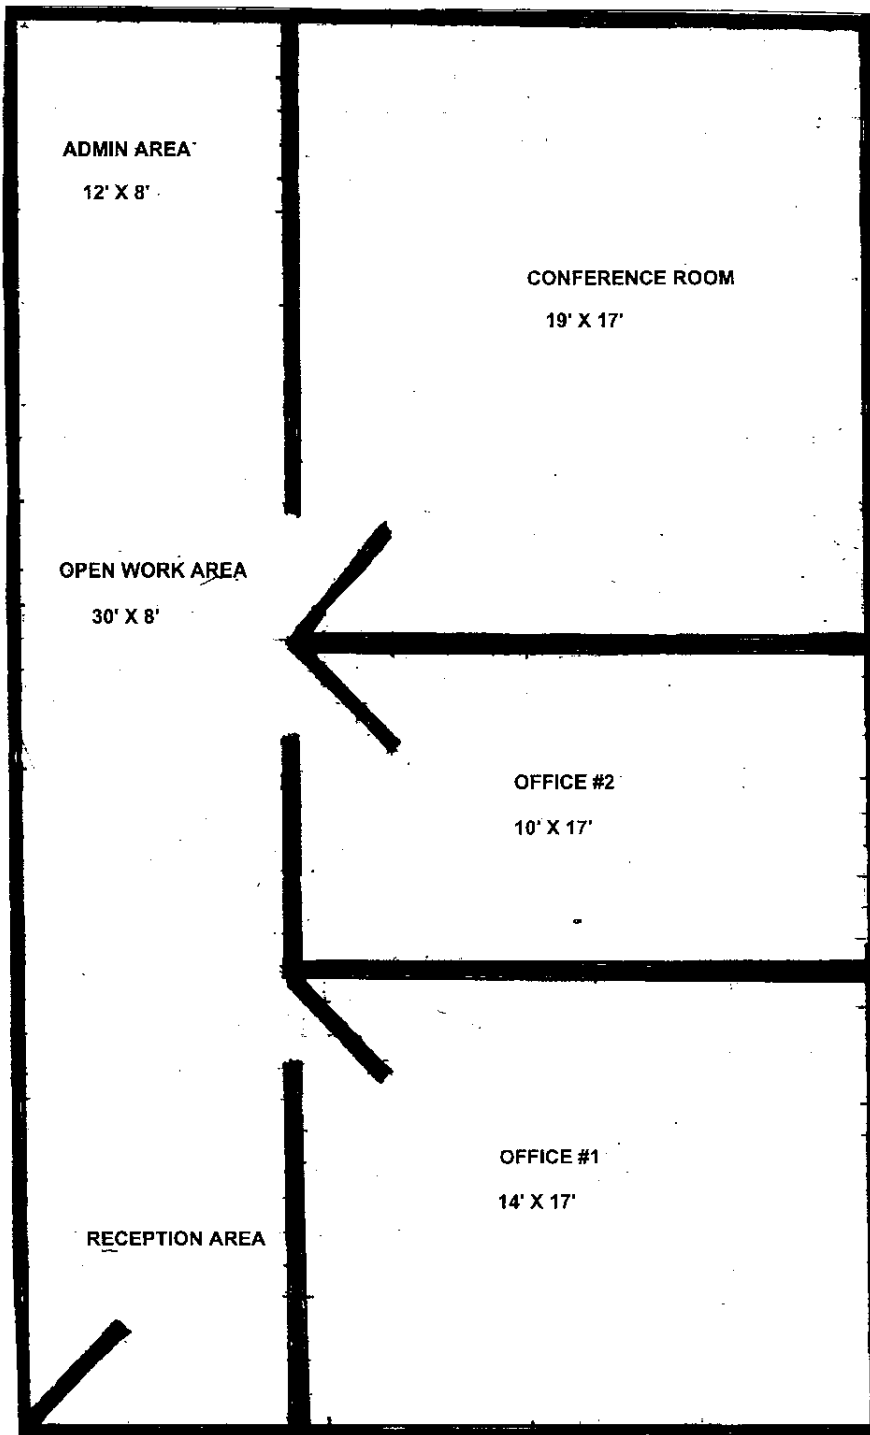 ADMIN AREA
12' X 8'
CONFERENCE ROOM
19' X 17'
OPEN WORK AREA
30' X 8'
OFFICE #2
10' X 17'
OFFICE #1
14' X 17'
RECEPTION AREA